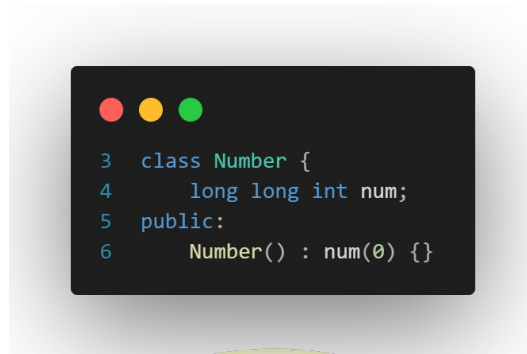 3 class Number {
4 long long int num;
5 public:
6 Number() : num(0) {}